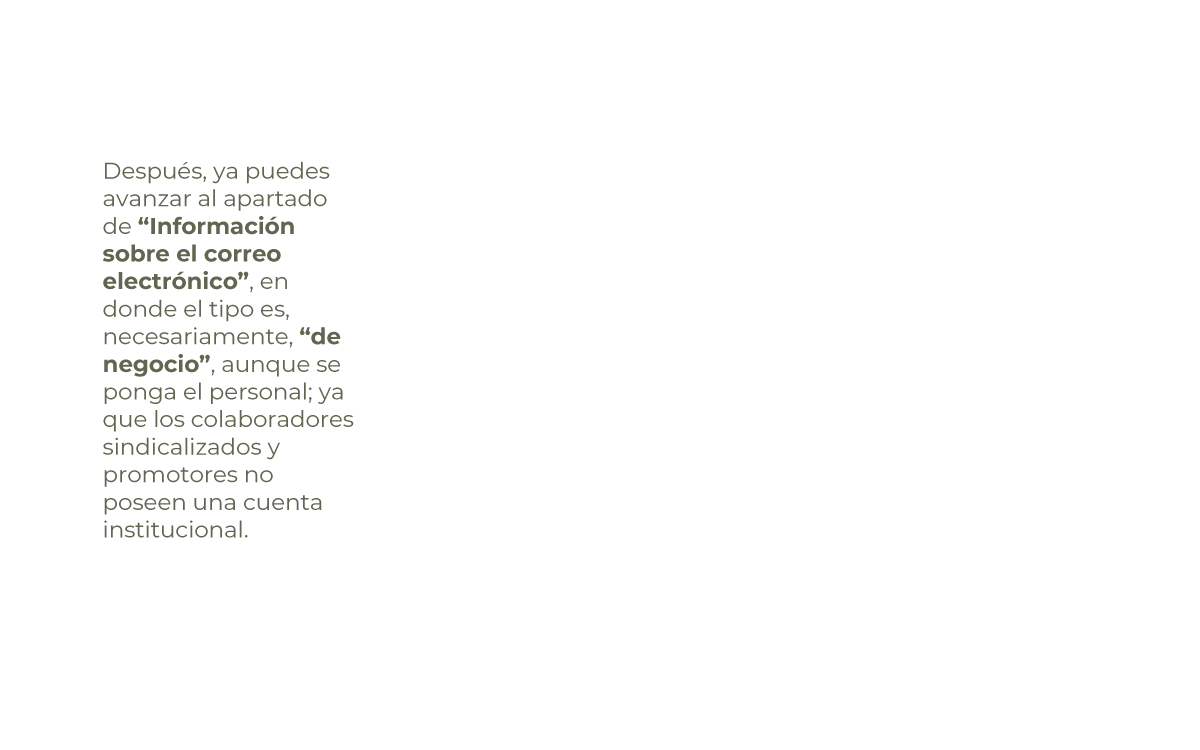 Después, ya puedes
avanzar al apartado
de “Información
sobre el correo
electrónico”, en
donde el tipo es,
necesariamente, “de
negocio”, aunque se
ponga el personal; ya
que los colaboradores
sindicalizados y
promotores no
poseen una cuenta
institucional.